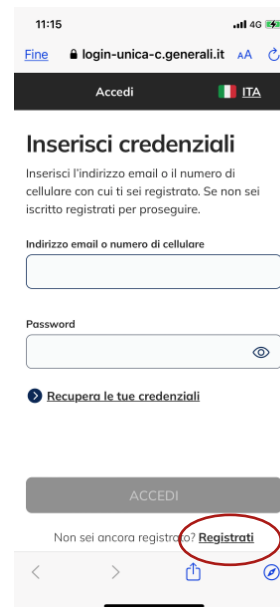 11:15
4G
Fine
login-unica-c.generali.it
AA
Accedi
ITA
Inserisci credenziali
Inserisci l'indirizzo email o il numero di
cellulare con cui ti sei registrato. Se non sei
iscritto registrati per proseguire.
Indirizzo email o numero di cellulare
Password
Recupera le tue credenziali
ACCEDI
Non sei ancora registrato? Registrati